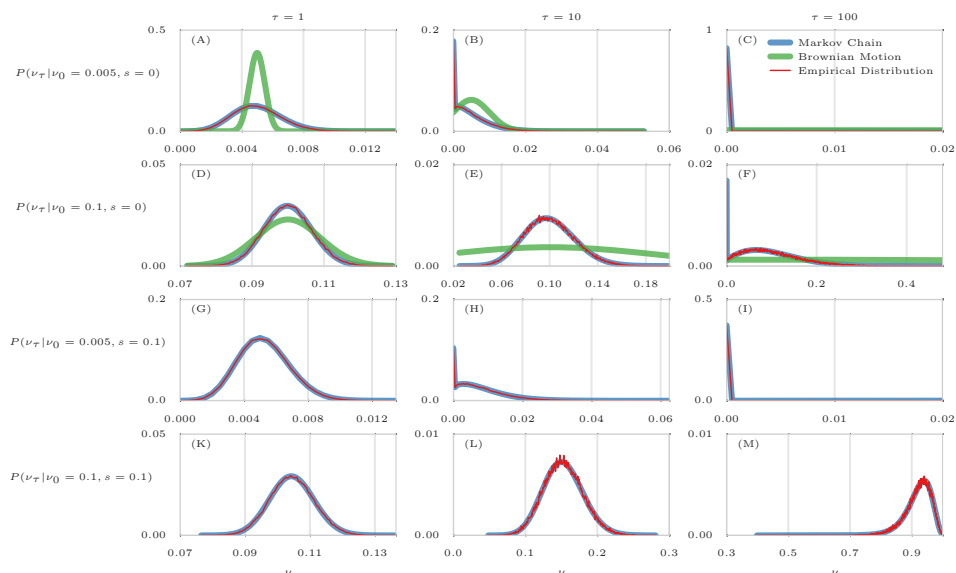 τ = 1
τ = 10
τ = 100
P(ντ|ν0 = 0.005, s = 0)
0.5
0.0
(A)
0.000 0.004 0.008 0.012
0.2
0.0
(B)
0.00 0.02 0.04 0.06
1
0
(C)
Markov Chain
Brownian Motion
Empirical Distribution
0.00 0.01 0.02
P(ντ|ν0 = 0.1, s = 0)
0.05
0.00
(D)
0.07 0.09 0.11 0.13
0.02
0.00
(E)
0.02 0.06 0.10 0.14 0.18
0.02
0.00
(F)
0.0 0.2 0.4
P(ντ|ν0 = 0.005, s = 0.1)
0.2
0.0
(G)
0.000 0.004 0.008 0.012
0.2
0.0
(H)
0.00 0.02 0.04 0.06
0.5
0.0
(I)
0.00 0.01 0.02
P(ντ|ν0 = 0.1, s = 0.1)
0.05
0.00
(K)
0.07 0.09 0.11 0.13
0.01
0.00
(L)
0.0 0.1 0.2 0.3
0.01
0.00
(M)
0.3 0.5 0.7 0.9